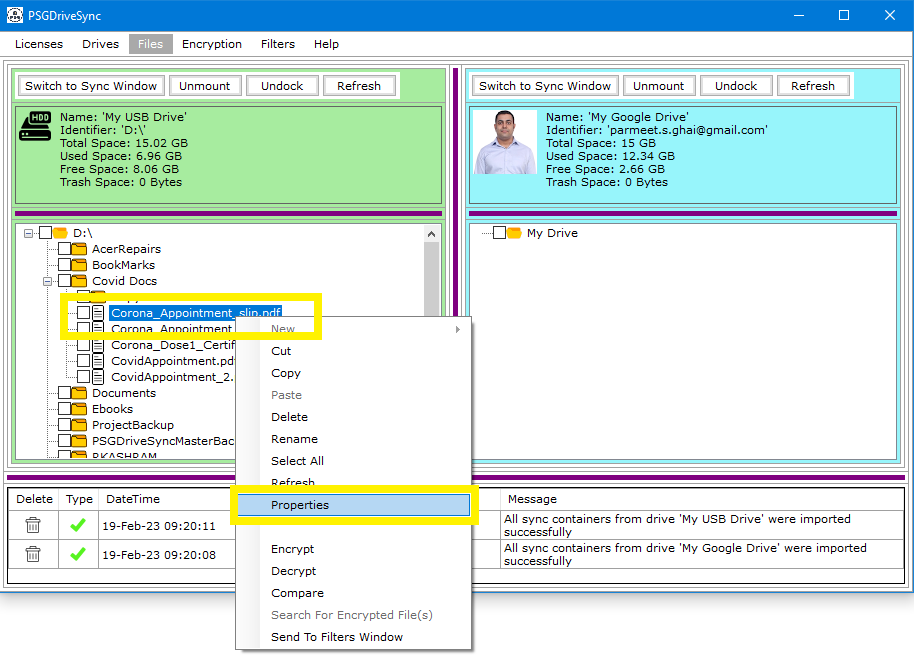 PSGDriveSync
Licenses Drives Files Encryption Filters Help
Switch to Sync Window Unmount Undock Refresh
HDD
Name: 'My USB Drive'
Identifier: 'D:\'
Total Space: 15.02 GB
Used Space: 6.96 GB
Free Space: 8.06 GB
Trash Space: 0 Bytes
D:\
AcerRepairs
BookMarks
Covid Docs
Corona_Appointment_slip.pdf
Corona_Appointment
Corona_Dose1_Certif
CovidAppointment.pd
CovidAppointment_2.
Documents
Ebooks
ProjectBackup
PSGDriveSyncMasterBac
PKASHRAM
Switch to Sync Window Unmount Undock Refresh
Name: 'My Google Drive'
Identifier: 'parmeet.s.ghai@gmail.com'
Total Space: 15 GB
Used Space: 12.34 GB
Free Space: 2.66 GB
Trash Space: 0 Bytes
My Drive
New
Cut
Copy
Paste
Delete
Rename
Select All
Refresh
Properties
Encrypt
Decrypt
Compare
Search For Encrypted File(s)
Send To Filters Window
Delete Type DateTime Message
19-Feb-23 09:20:11 All sync containers from drive 'My USB Drive' were imported
successfully
19-Feb-23 09:20:08 All sync containers from drive 'My Google Drive' were imported
successfully